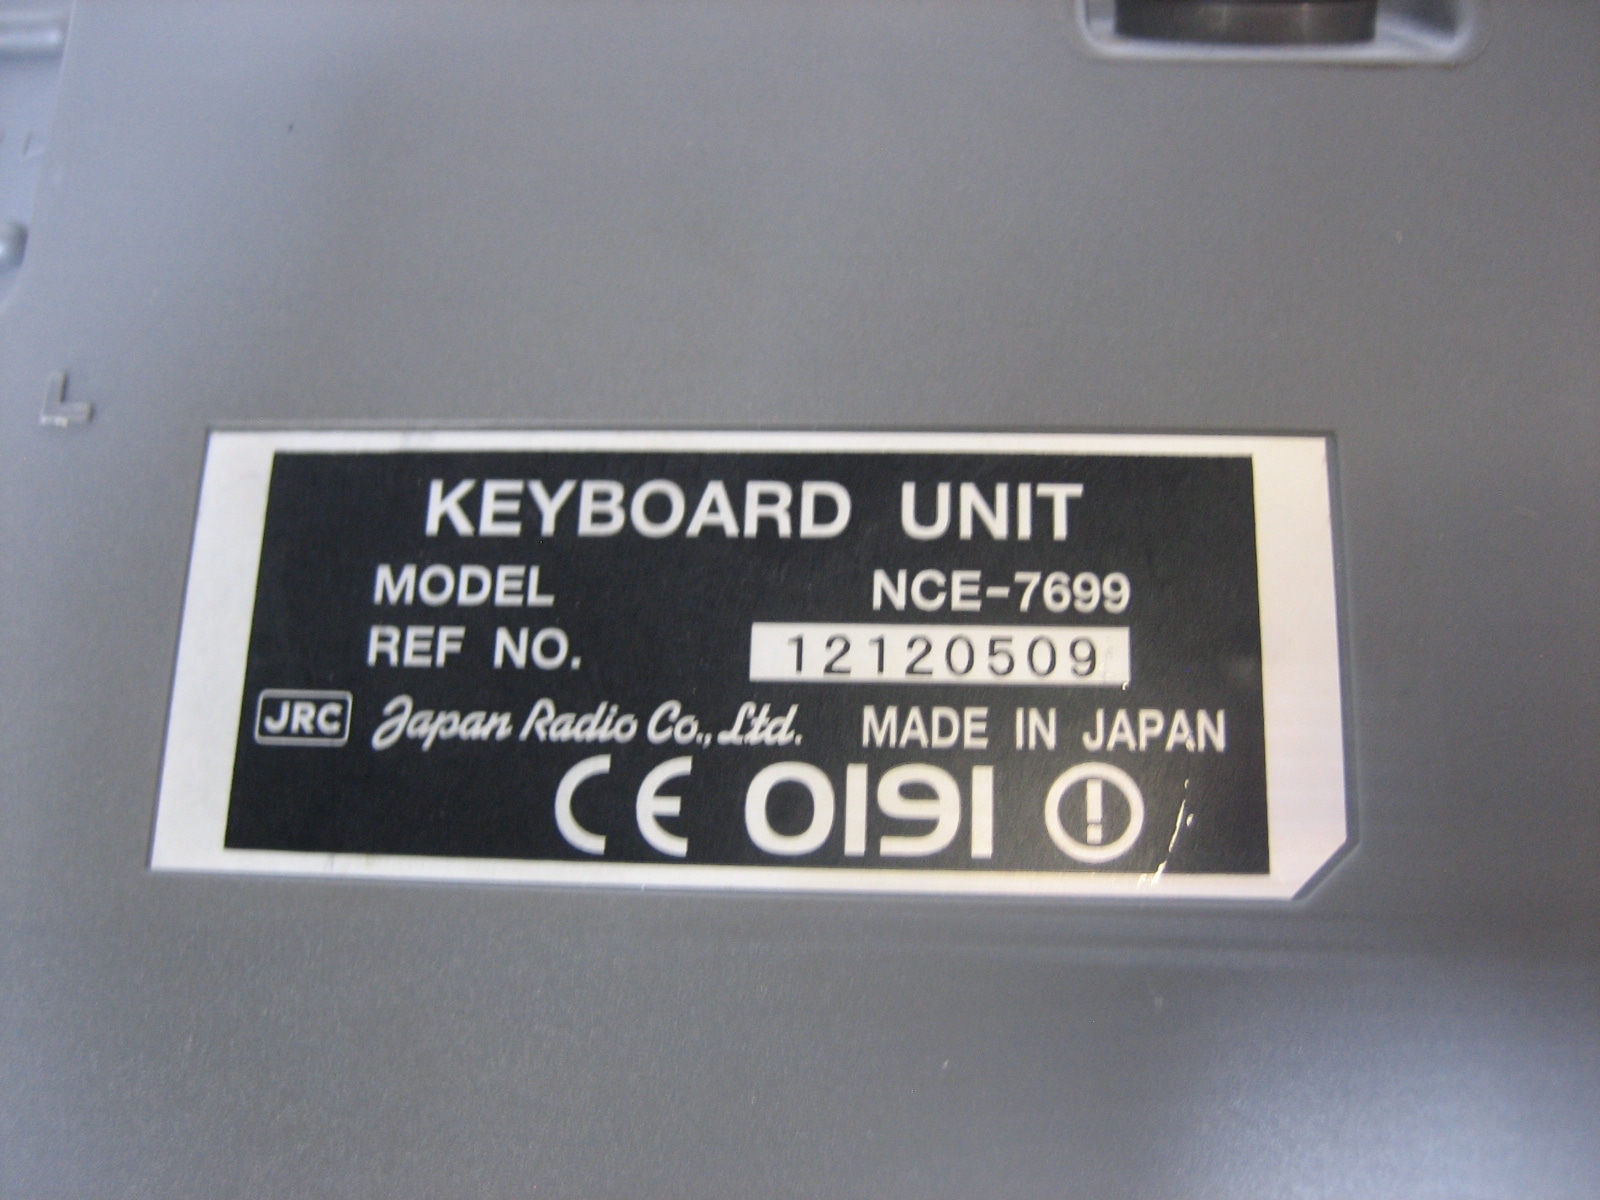 KEYBOARD UNIT
MODEL NCE-7699
REF NO. 12120509
JRC Japan Radio Co., Ltd. MADE IN JAPAN
CE 0191 !